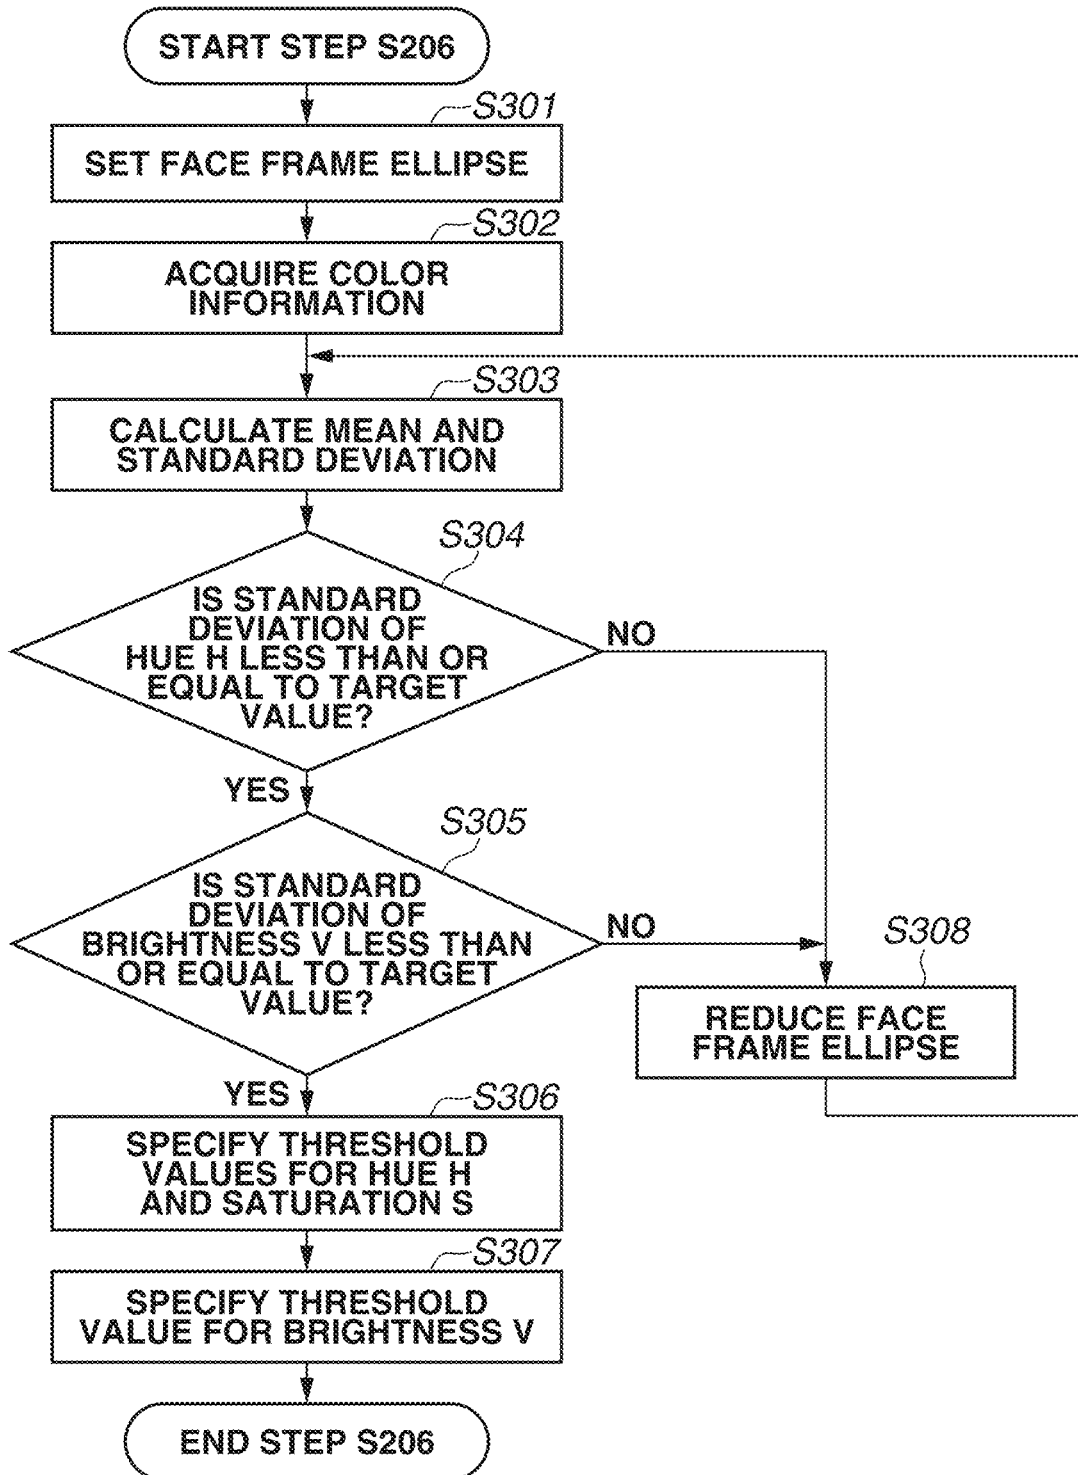 START STEP S206
S301
SET FACE FRAME ELLIPSE
S302
ACQUIRE COLOR
INFORMATION
S303
CALCULATE MEAN AND
STANDARD DEVIATION
S304
IS STANDARD
DEVIATION OF
HUE H LESS THAN OR
EQUAL TO TARGET
VALUE?
NO
YES
S305
IS STANDARD
DEVIATION OF
BRIGHTNESS V LESS THAN
OR EQUAL TO TARGET
VALUE?
NO
S308
REDUCE FACE
FRAME ELLIPSE
YES
S306
SPECIFY THRESHOLD
VALUES FOR HUE H
AND SATURATION S
S307
SPECIFY THRESHOLD
VALUE FOR BRIGHTNESS V
END STEP S206